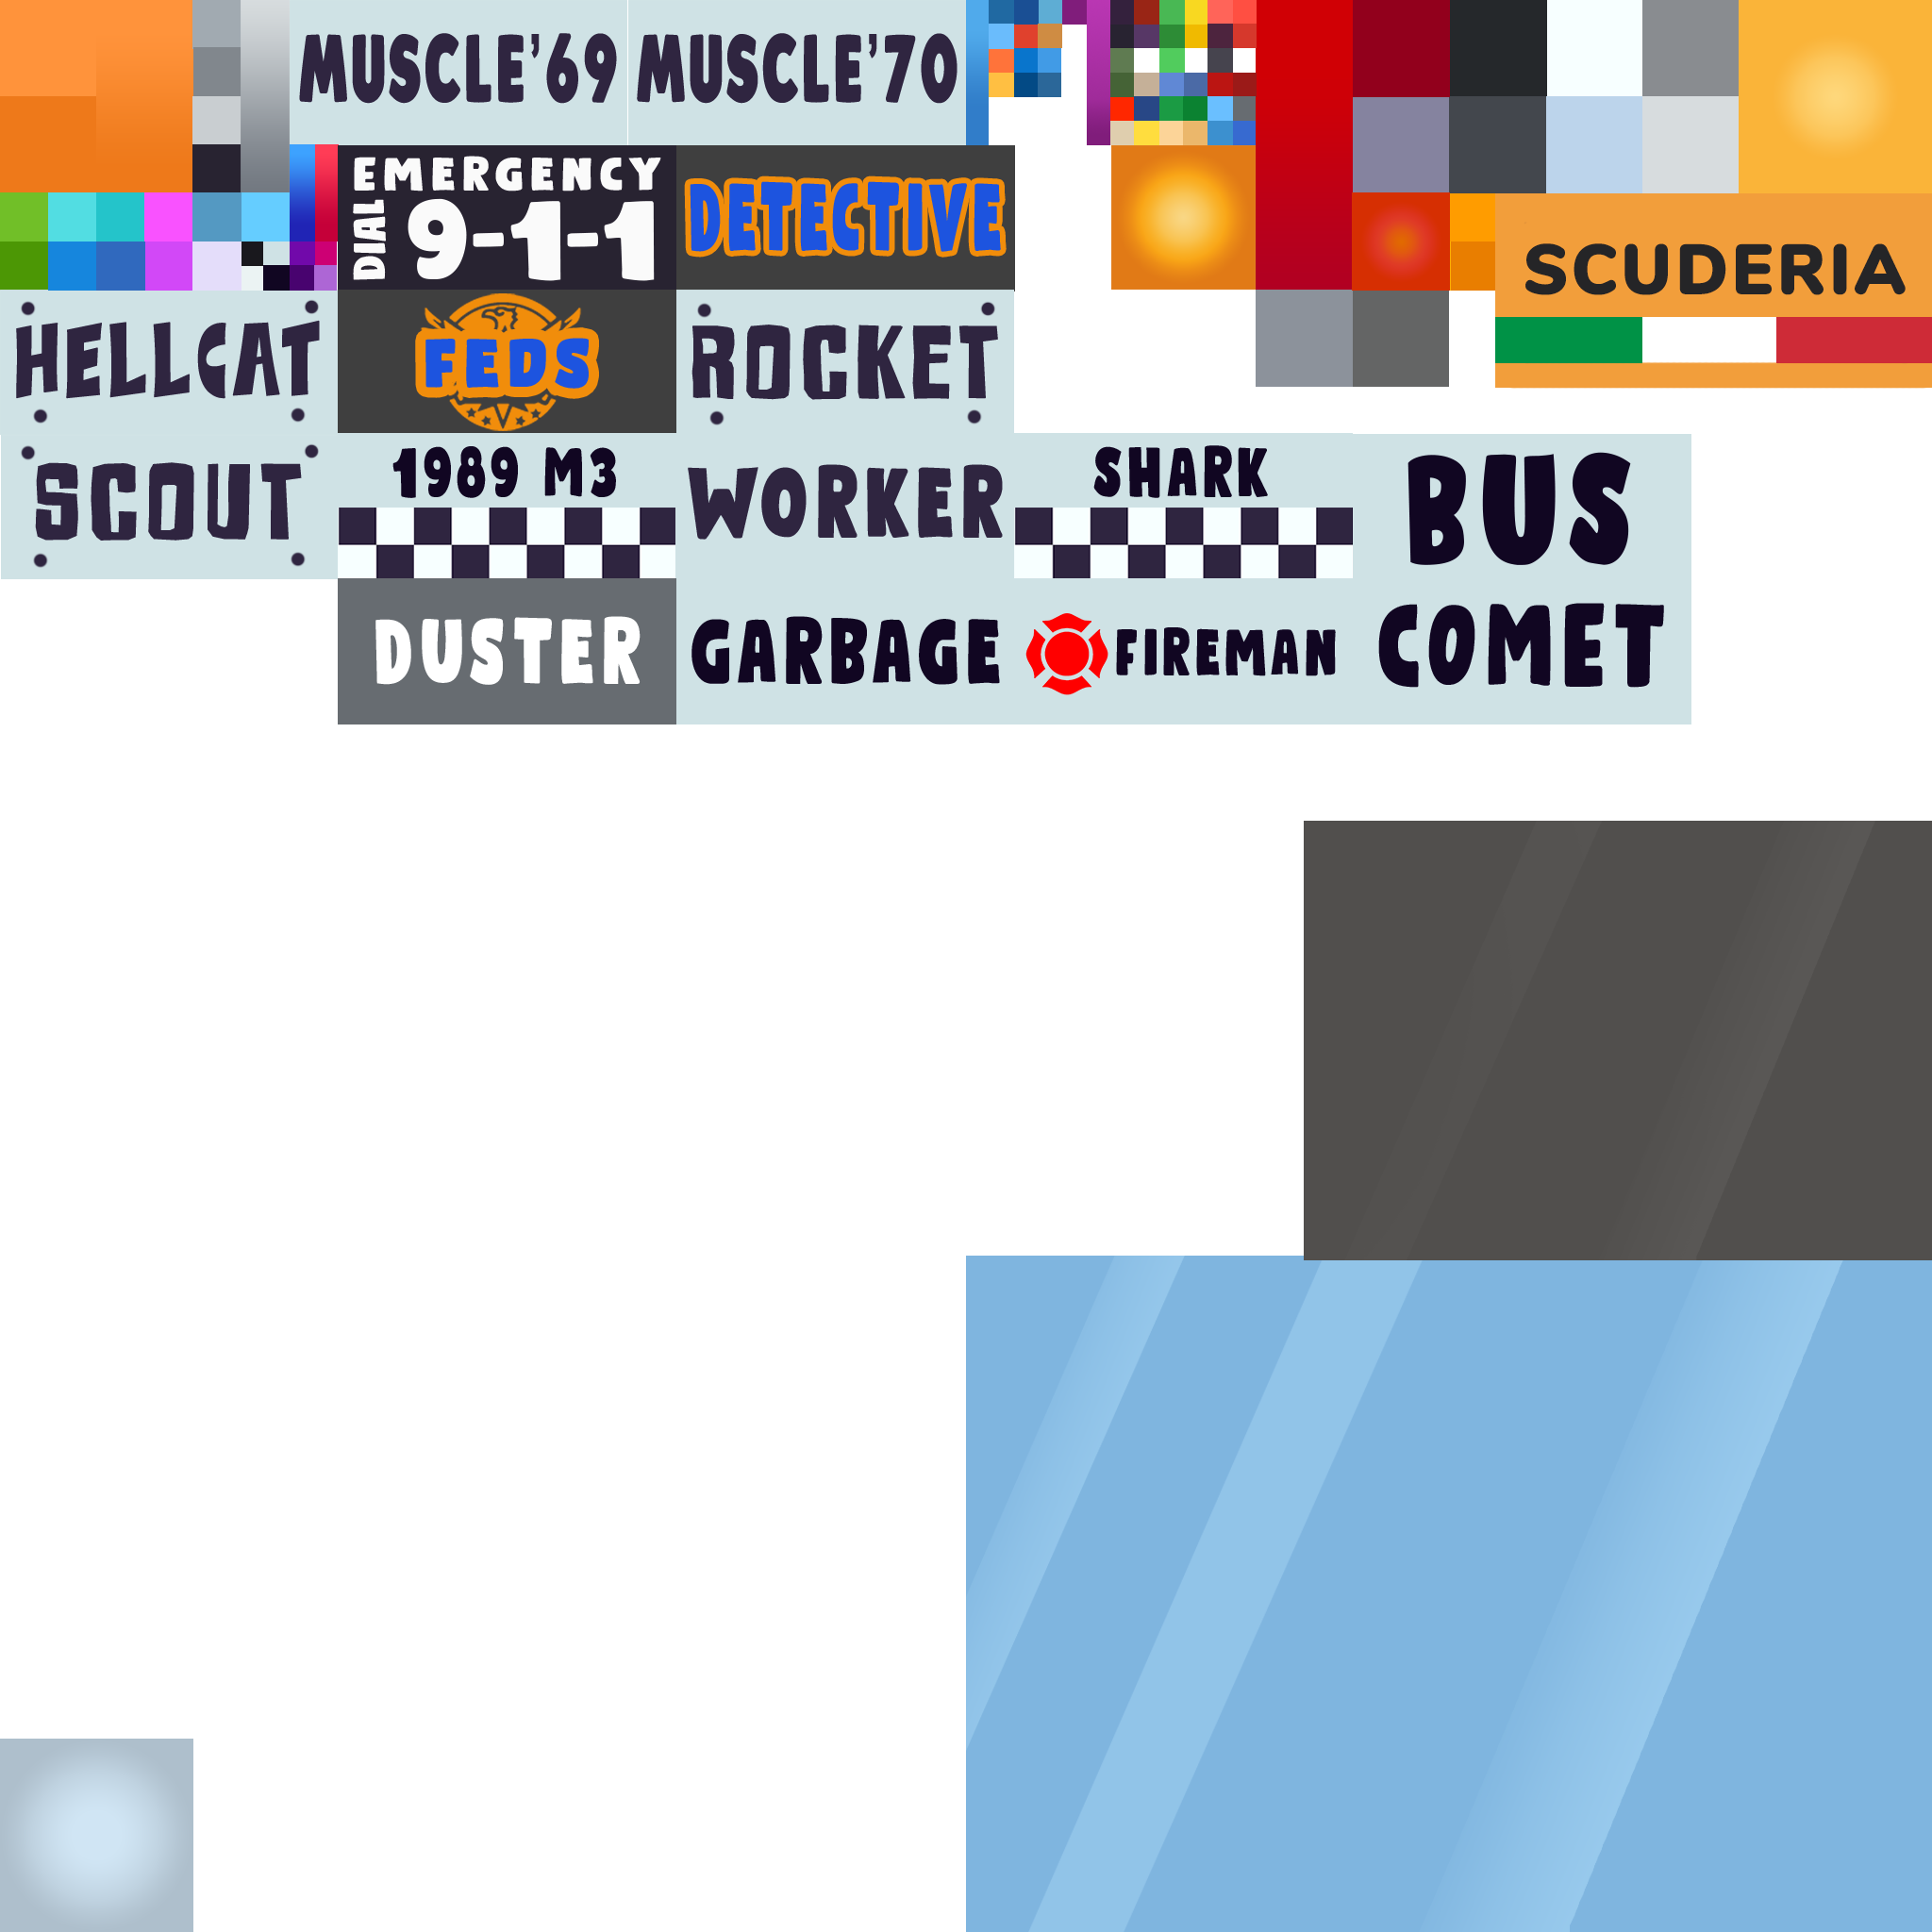 MUSCLE'69
MUSCLE'70
EMERGENCY
DIAL
9-1-1
DETECTIVE
SCUDERIA
HELLCAT
FEDS
ROCKET
SCOUT
1989 M3
WORKER
SHARK
BUS
DUSTER
GARBAGE
FIREMAN
COMET